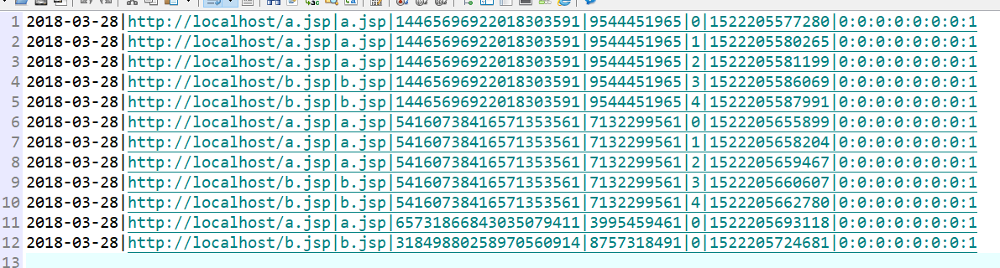 1 2018-03-28|http://localhost/a.jsp|a.jsp|14465696922018303591|9544451965|0|1522205577280|0:0:0:0:0:0:0:1
2 2018-03-28|http://localhost/a.jsp|a.jsp|14465696922018303591|9544451965|1|1522205580265|0:0:0:0:0:0:0:1
3 2018-03-28|http://localhost/a.jsp|a.jsp|14465696922018303591|9544451965|2|1522205581199|0:0:0:0:0:0:0:1
4 2018-03-28|http://localhost/b.jsp|b.jsp|14465696922018303591|9544451965|3|1522205586069|0:0:0:0:0:0:0:1
5 2018-03-28|http://localhost/b.jsp|b.jsp|14465696922018303591|9544451965|4|1522205587991|0:0:0:0:0:0:0:1
6 2018-03-28|http://localhost/a.jsp|a.jsp|54160738416571353561|7132299561|0|1522205655899|0:0:0:0:0:0:0:1
7 2018-03-28|http://localhost/a.jsp|a.jsp|54160738416571353561|7132299561|1|1522205658204|0:0:0:0:0:0:0:1
8 2018-03-28|http://localhost/a.jsp|a.jsp|54160738416571353561|7132299561|2|1522205659467|0:0:0:0:0:0:0:1
9 2018-03-28|http://localhost/b.jsp|b.jsp|54160738416571353561|7132299561|3|1522205660607|0:0:0:0:0:0:0:1
10 2018-03-28|http://localhost/b.jsp|b.jsp|54160738416571353561|7132299561|4|1522205662780|0:0:0:0:0:0:0:1
11 2018-03-28|http://localhost/a.jsp|a.jsp|65731866843035079411|3995459461|0|1522205693118|0:0:0:0:0:0:0:1
12 2018-03-28|http://localhost/b.jsp|b.jsp|31849880258970560914|8757318491|0|1522205724681|0:0:0:0:0:0:0:1
13